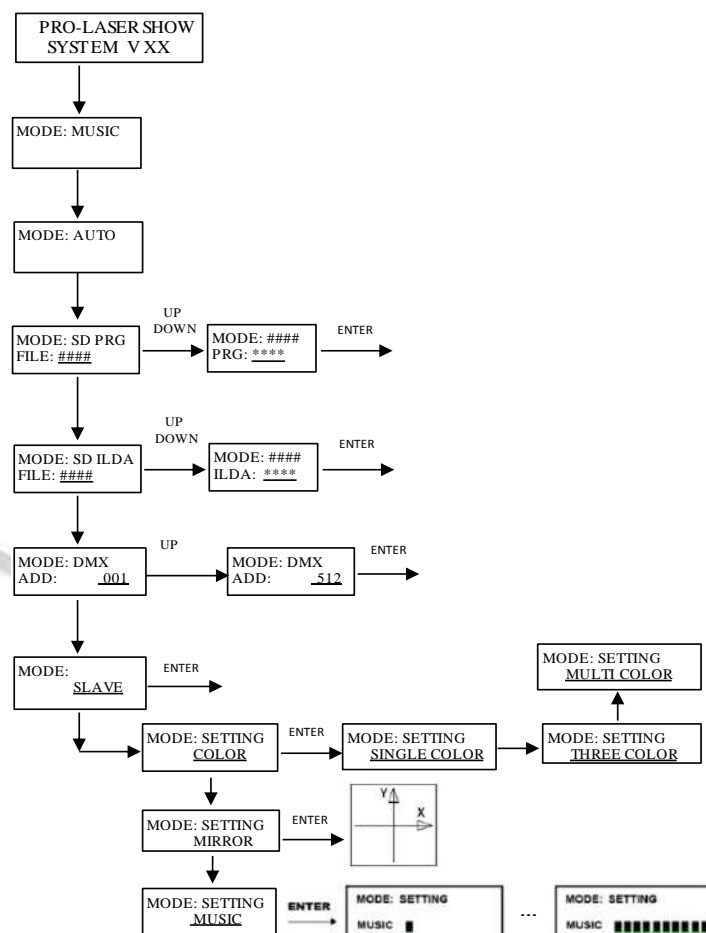 PRO-LASER SHOW
SYSTEM V XX
MODE: MUSIC
MODE: AUTO
MODE: SD PRG
FILE: ####
UP
DOWN
MODE: ####
PRG: ****
ENTER
MODE: SD ILDA
FILE: ####
UP
DOWN
MODE: ####
ILDA: ****
ENTER
MODE: DMX
ADD: 001
UP
MODE: DMX
ADD: 512
ENTER
MODE:
SLAVE
ENTER
MODE: SETTING
COLOR
ENTER
MODE: SETTING
SINGLE COLOR
MODE: SETTING
THREE COLOR
MODE: SETTING
MULTI COLOR
MODE: SETTING
MIRROR
ENTER
Y
X
MODE: SETTING
MUSIC
ENTER
MODE: SETTING
MUSIC
...
MODE: SETTING
MUSIC